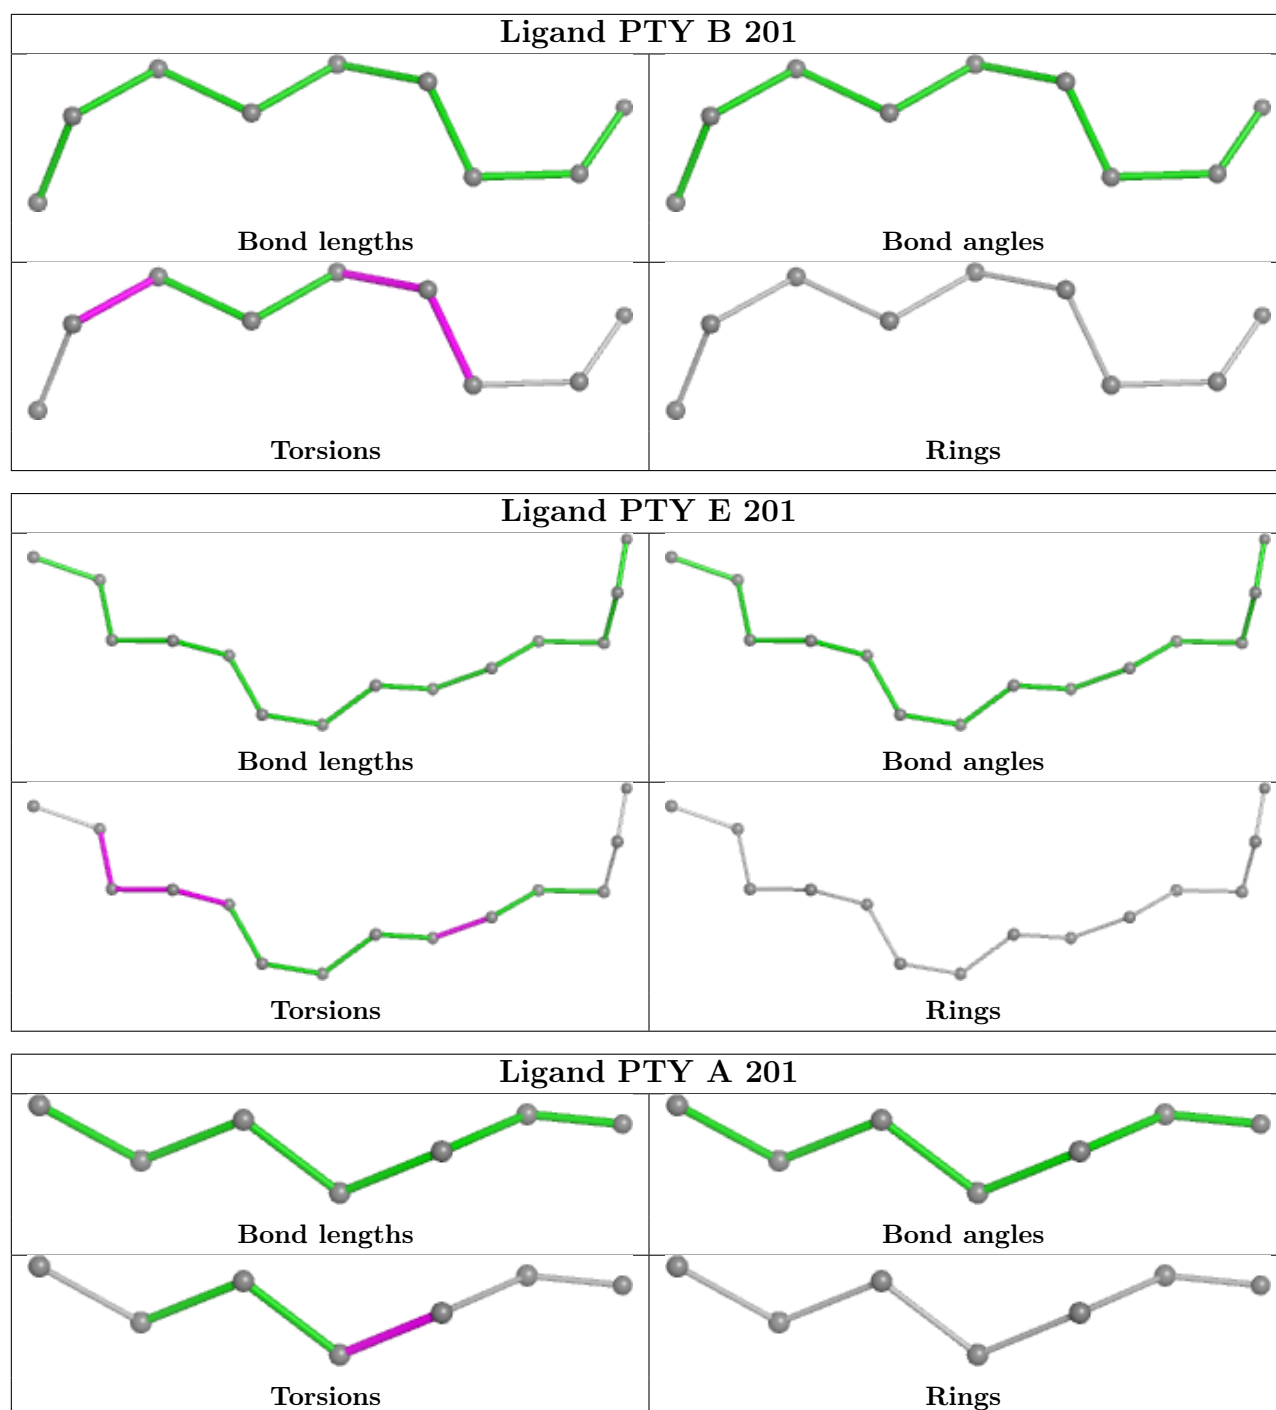 Ligand PTY B 201
Bond lengths
Bond angles
Torsions
Rings
Ligand PTY E 201
Bond lengths
Bond angles
Torsions
Rings
Ligand PTY A 201
Bond lengths
Bond angles
Torsions
Rings